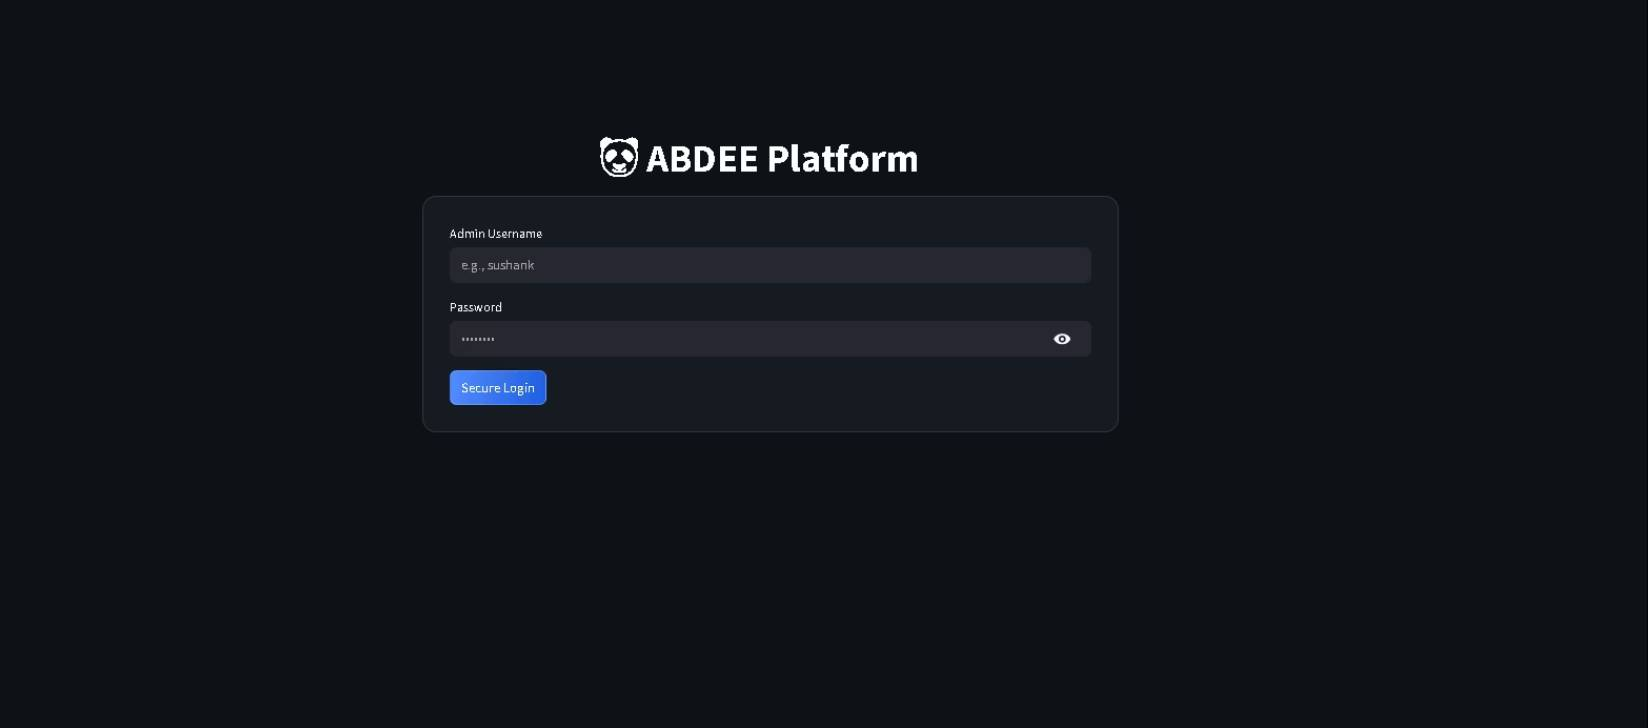 ABDEE Platform
Admin Username
e.g., sushank
Password
••••••••
Secure Login